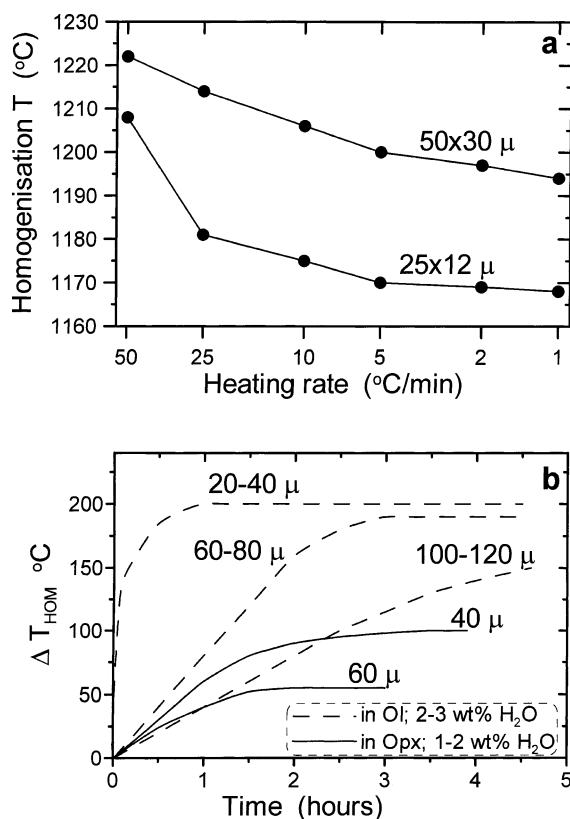 a
Homogenisation T (°C)
1230
1220
1210
1200
1190
1180
1170
1160
50x30 μ
25x12 μ
50
25
10
5
2
1
Heating rate (°C/min)
b
Δ T_HOM °C
200
150
100
50
0
20-40 μ
60-80 μ
100-120 μ
40 μ
60 μ
in Ol; 2-3 wt% H₂O
in Opx; 1-2 wt% H₂O
0
1
2
3
4
5
Time (hours)